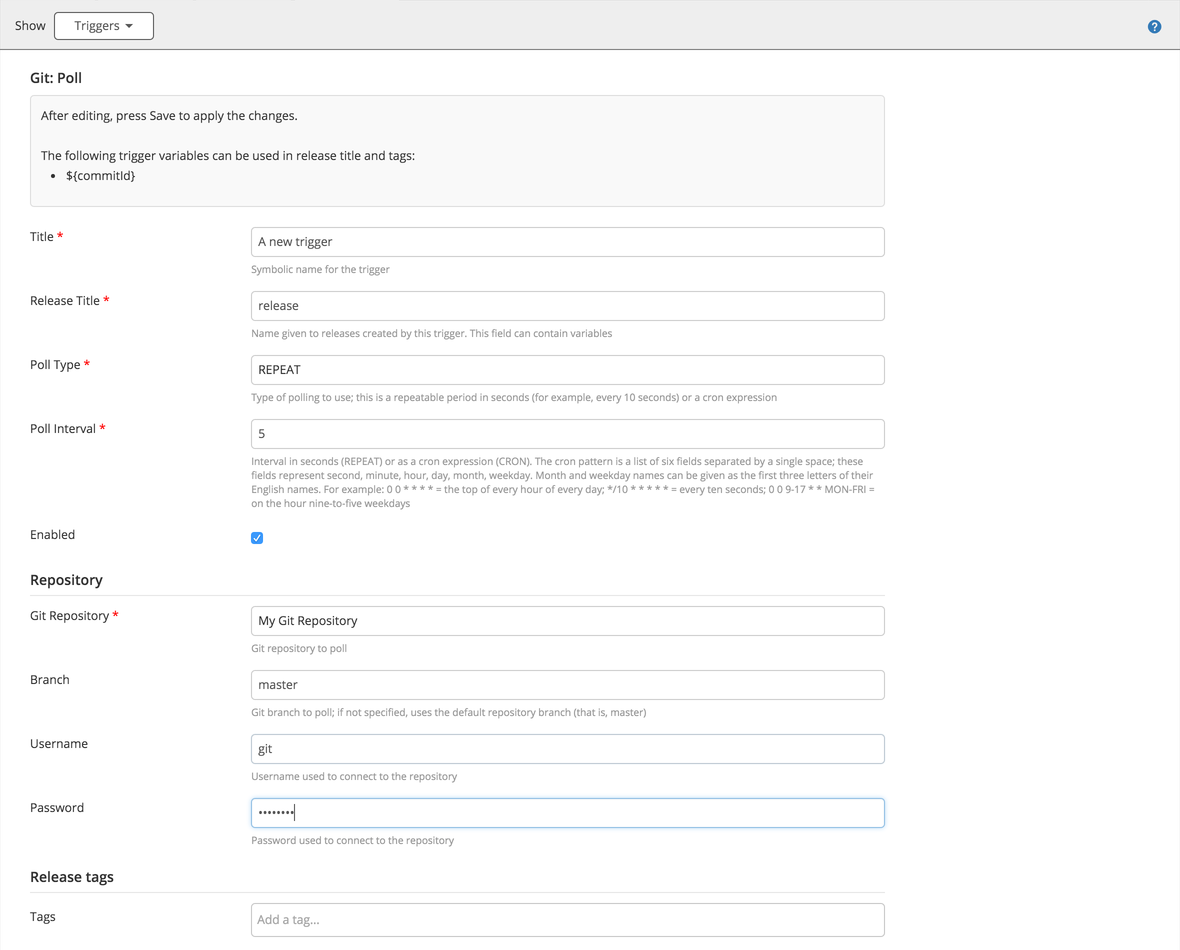 Show Triggers
?
Git: Poll
After editing, press Save to apply the changes.
The following trigger variables can be used in release title and tags:
• ${commitId}
Title *
A new trigger
Symbolic name for the trigger
Release Title *
release
Name given to releases created by this trigger. This field can contain variables
Poll Type *
REPEAT
Type of polling to use; this is a repeatable period in seconds (for example, every 10 seconds) or a cron expression
Poll Interval *
5
Interval in seconds (REPEAT) or as a cron expression (CRON). The cron pattern is a list of six fields separated by a single space; these
fields represent second, minute, hour, day, month, weekday. Month and weekday names can be given as the first three letters of their
English names. For example: 0 0 * * * * = the top of every hour of every day; */10 * * * * * = every ten seconds; 0 0 9-17 * * MON-FRI =
on the hour nine-to-five weekdays
Enabled
Repository
Git Repository *
My Git Repository
Git repository to poll
Branch
master
Git branch to poll; if not specified, uses the default repository branch (that is, master)
Username
git
Username used to connect to the repository
Password
••••••••
Password used to connect to the repository
Release tags
Tags
Add a tag...